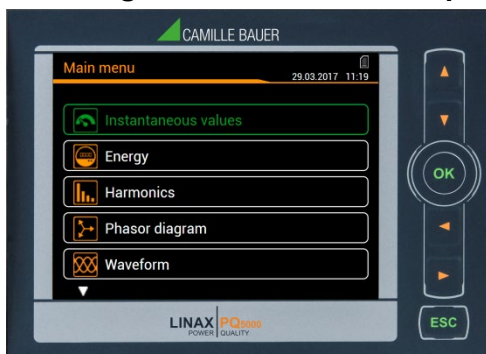 CAMILLE BAUER
Main menu
29.03.2017 11:19
Instantaneous values
Energy
Harmonics
Phasor diagram
Waveform
OK
LINAX PQ5000
POWER QUALITY
ESC